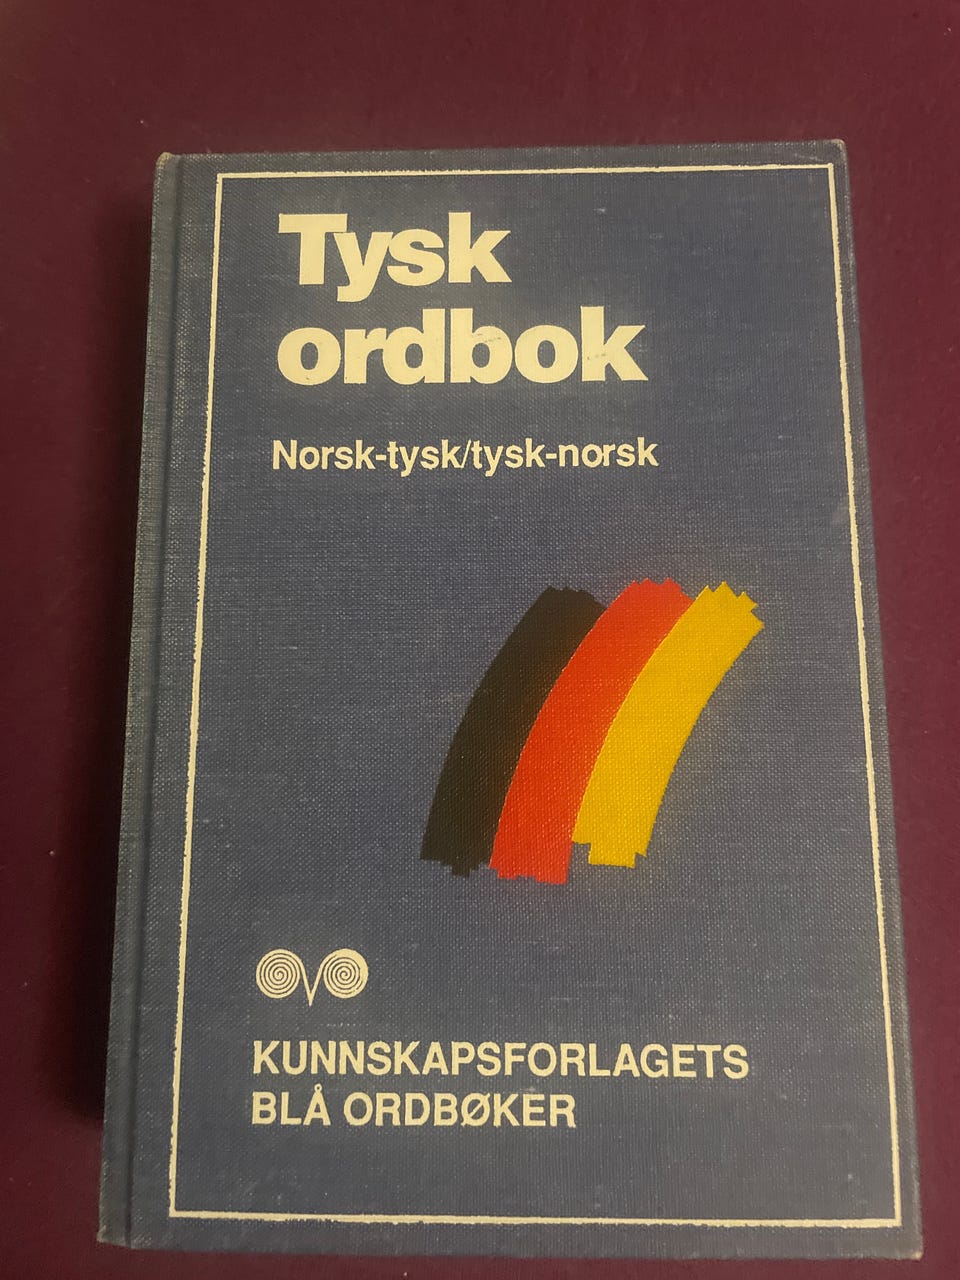 Tysk
ordbok
Norsk-tysk/tysk-norsk
KUNNSKAPSFORLAGETS
BLÅ ORDBØKER